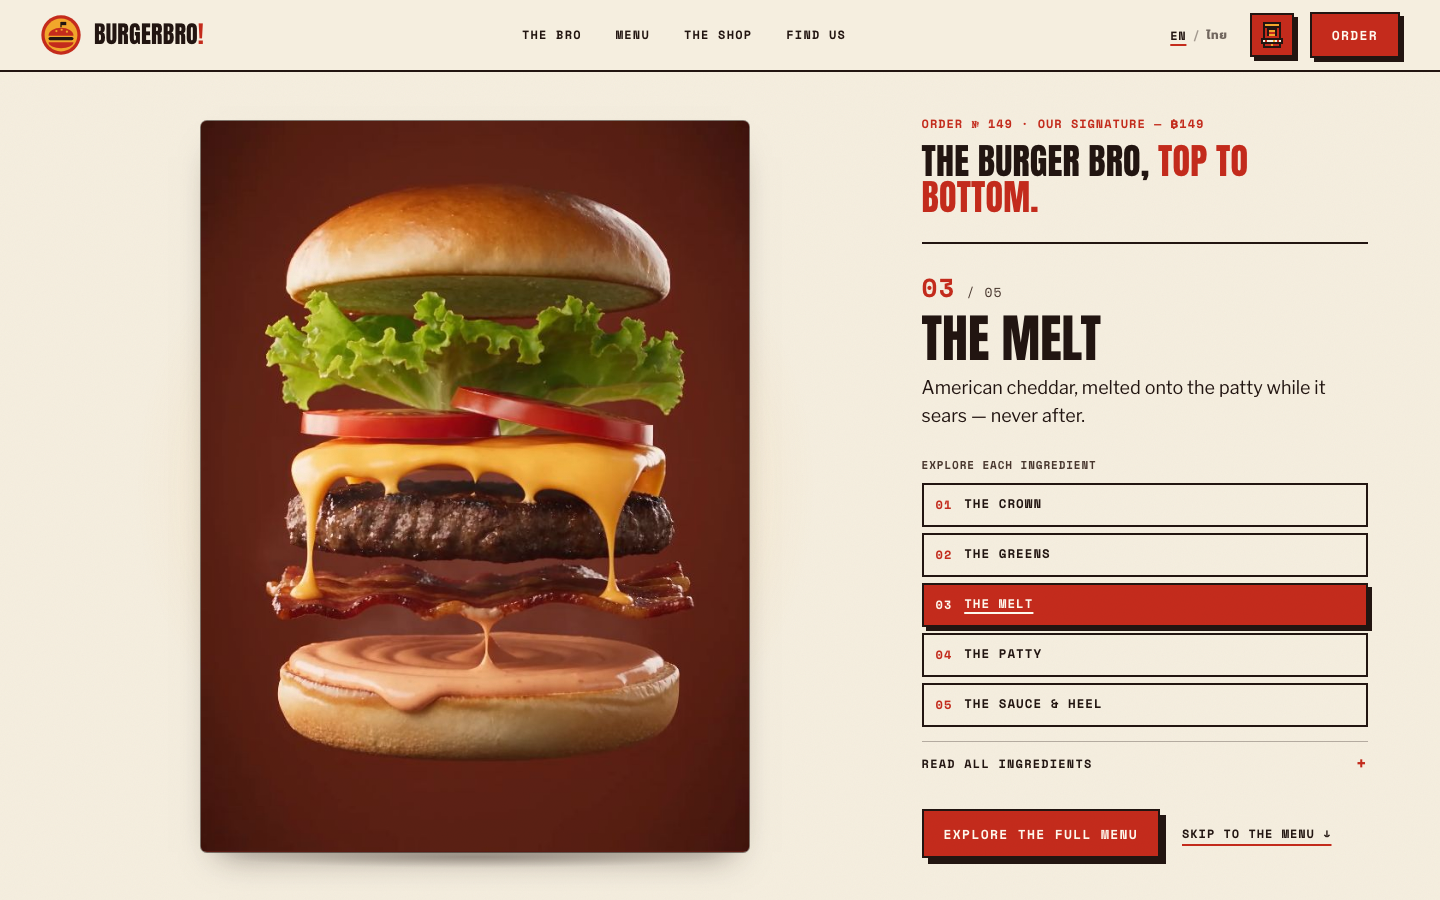 BURGERBRO!
THE BRO
MENU
THE SHOP
FIND US
EN / ไทย
ORDER
ORDER № 149 · OUR SIGNATURE — ฿149
THE BURGER BRO, TOP TO
BOTTOM.
03 / 05
THE MELT
American cheddar, melted onto the patty while it
sears — never after.
EXPLORE EACH INGREDIENT
01 THE CROWN
02 THE GREENS
03 THE MELT
04 THE PATTY
05 THE SAUCE & HEEL
READ ALL INGREDIENTS +
EXPLORE THE FULL MENU
SKIP TO THE MENU ↓